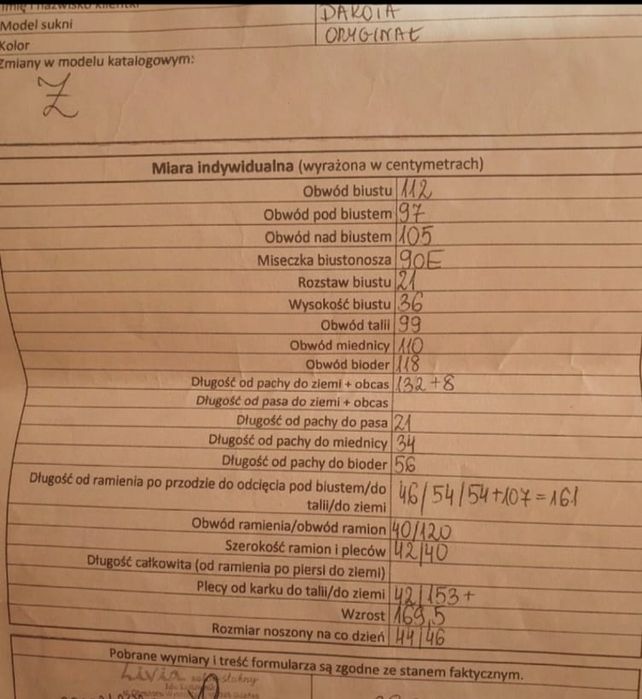 Imię i nazwisko klientki
Model sukni DAKOTA
Kolor ORYGINAŁ
Zmiany w modelu katalogowym:
Z
Miara indywidualna (wyrażona w centymetrach)
Obwód biustu 112
Obwód pod biustem 97
Obwód nad biustem 105
Miseczka biustonosza 90E
Rozstaw biustu 21
Wysokość biustu 36
Obwód talii 99
Obwód miednicy 110
Obwód bioder 118
Długość od pachy do ziemi + obcas 132 +8
Długość od pasa do ziemi + obcas
Długość od pachy do pasa 21
Długość od pachy do miednicy 34
Długość od pachy do bioder 56
Długość od ramienia po przodzie do odcięcia pod biustem/do
talii/do ziemi 46/54/54+107=161
Obwód ramienia/obwód ramion 40/120
Szerokość ramion i pleców 42/40
Długość całkowita (od ramienia po piersi do ziemi)
Plecy od karku do talii/do ziemi 42/153+
Wzrost 169,5
Rozmiar noszony na co dzień 44/46
Pobrane wymiary i treść formularza są zgodne ze stanem faktycznym.
Livia